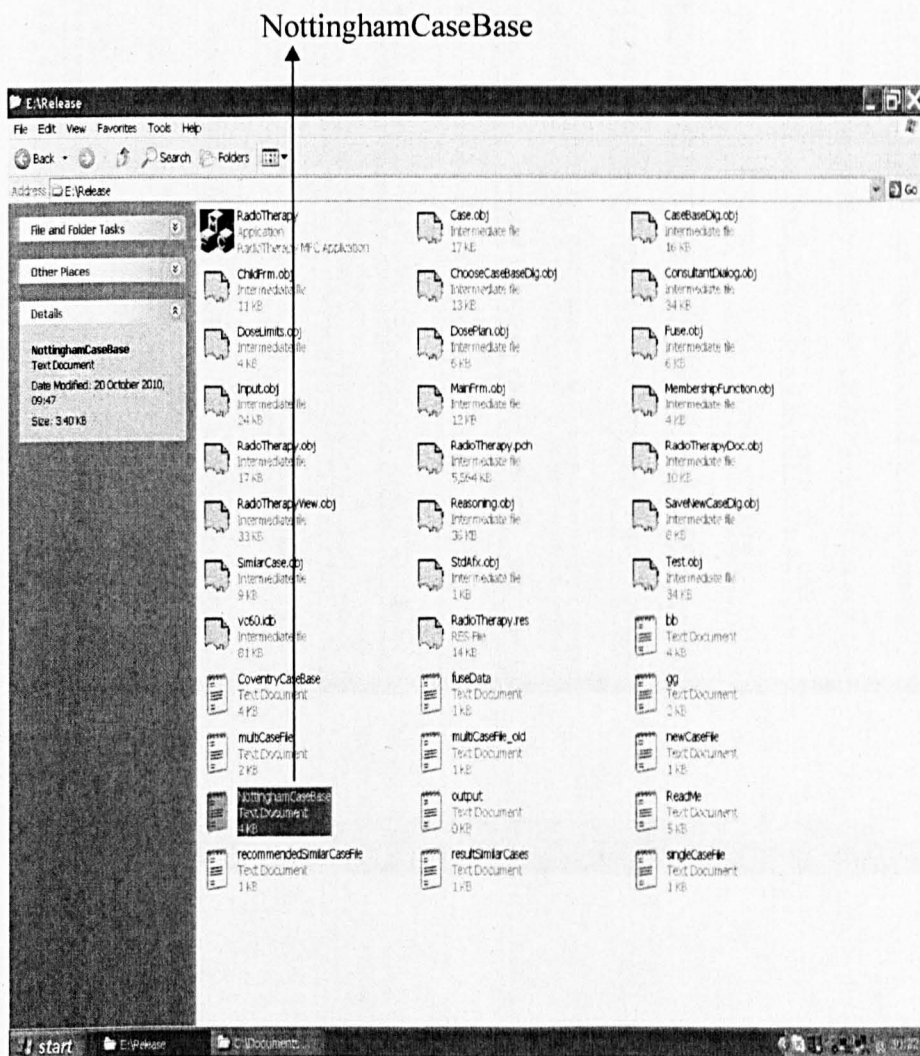 NottinghamCaseBase
E:\Release
File Edit View Favorites Tools Help
Back Search Folders
Address E:\Release Go
File and Folder Tasks
Other Places
Details
NottinghamCaseBase
Text Document
Date Modified: 20 October 2010,
09:47
Size: 3.40 KB
RadoTherapy
Application
RadoTherapy MFC Application
Case.obj
Intermediate file
17 KB
CaseBaseDlg.obj
Intermediate file
16 KB
ChildFrm.obj
Intermediate file
11 KB
ChooseCaseBaseDlg.obj
Intermediate file
13 KB
ConsultantDialog.obj
Intermediate file
34 KB
DoseLimits.obj
Intermediate file
4 KB
DosePlan.obj
Intermediate file
6 KB
Fuse.obj
Intermediate file
6 KB
Input.obj
Intermediate file
24 KB
MainFrm.obj
Intermediate file
12 KB
MembershipFunction.obj
Intermediate file
4 KB
RadoTherapy.obj
Intermediate file
17 KB
RadoTherapy.pch
Intermediate file
5,564 KB
RadoTherapyDoc.obj
Intermediate file
10 KB
RadoTherapyView.obj
Intermediate file
33 KB
Reasoning.obj
Intermediate file
36 KB
SaveNewCaseDlg.obj
Intermediate file
8 KB
SimilarCase.obj
Intermediate file
9 KB
StdAfx.obj
Intermediate file
1 KB
Test.obj
Intermediate file
34 KB
vc60.idb
Intermediate file
81 KB
RadoTherapy.res
RES File
14 KB
bb
Text Document
4 KB
CoventryCaseBase
Text Document
4 KB
fuseData
Text Document
1 KB
gg
Text Document
2 KB
multiCaseFile
Text Document
2 KB
multiCaseFile_old
Text Document
1 KB
newCaseFile
Text Document
1 KB
NottinghamCaseBase
Text Document
4 KB
output
Text Document
0 KB
ReadMe
Text Document
5 KB
recommendedSimilarCaseFile
Text Document
1 KB
resultSimilarCases
Text Document
1 KB
singleCaseFile
Text Document
1 KB
start E:\Release C:\Documents...